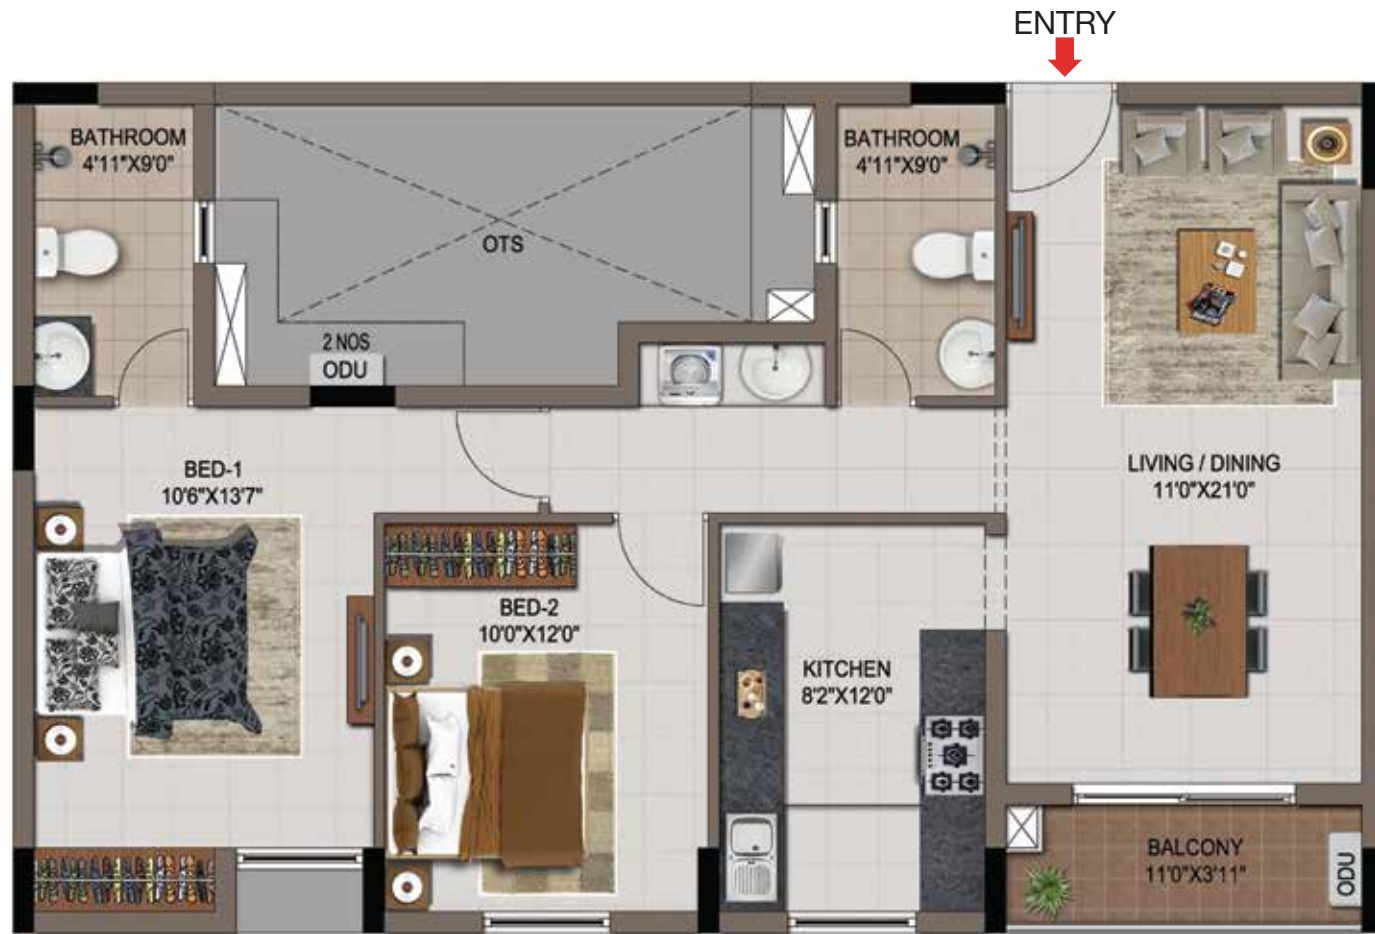 ENTRY
BATHROOM
4'11"X9'0"
BATHROOM
4'11"X9'0"
OTS
2 NOS
ODU
BED-1
10'6"X13'7"
LIVING / DINING
11'0"X21'0"
BED-2
10'0"X12'0"
KITCHEN
8'2"X12'0"
BALCONY
11'0"X3'11"
ODU